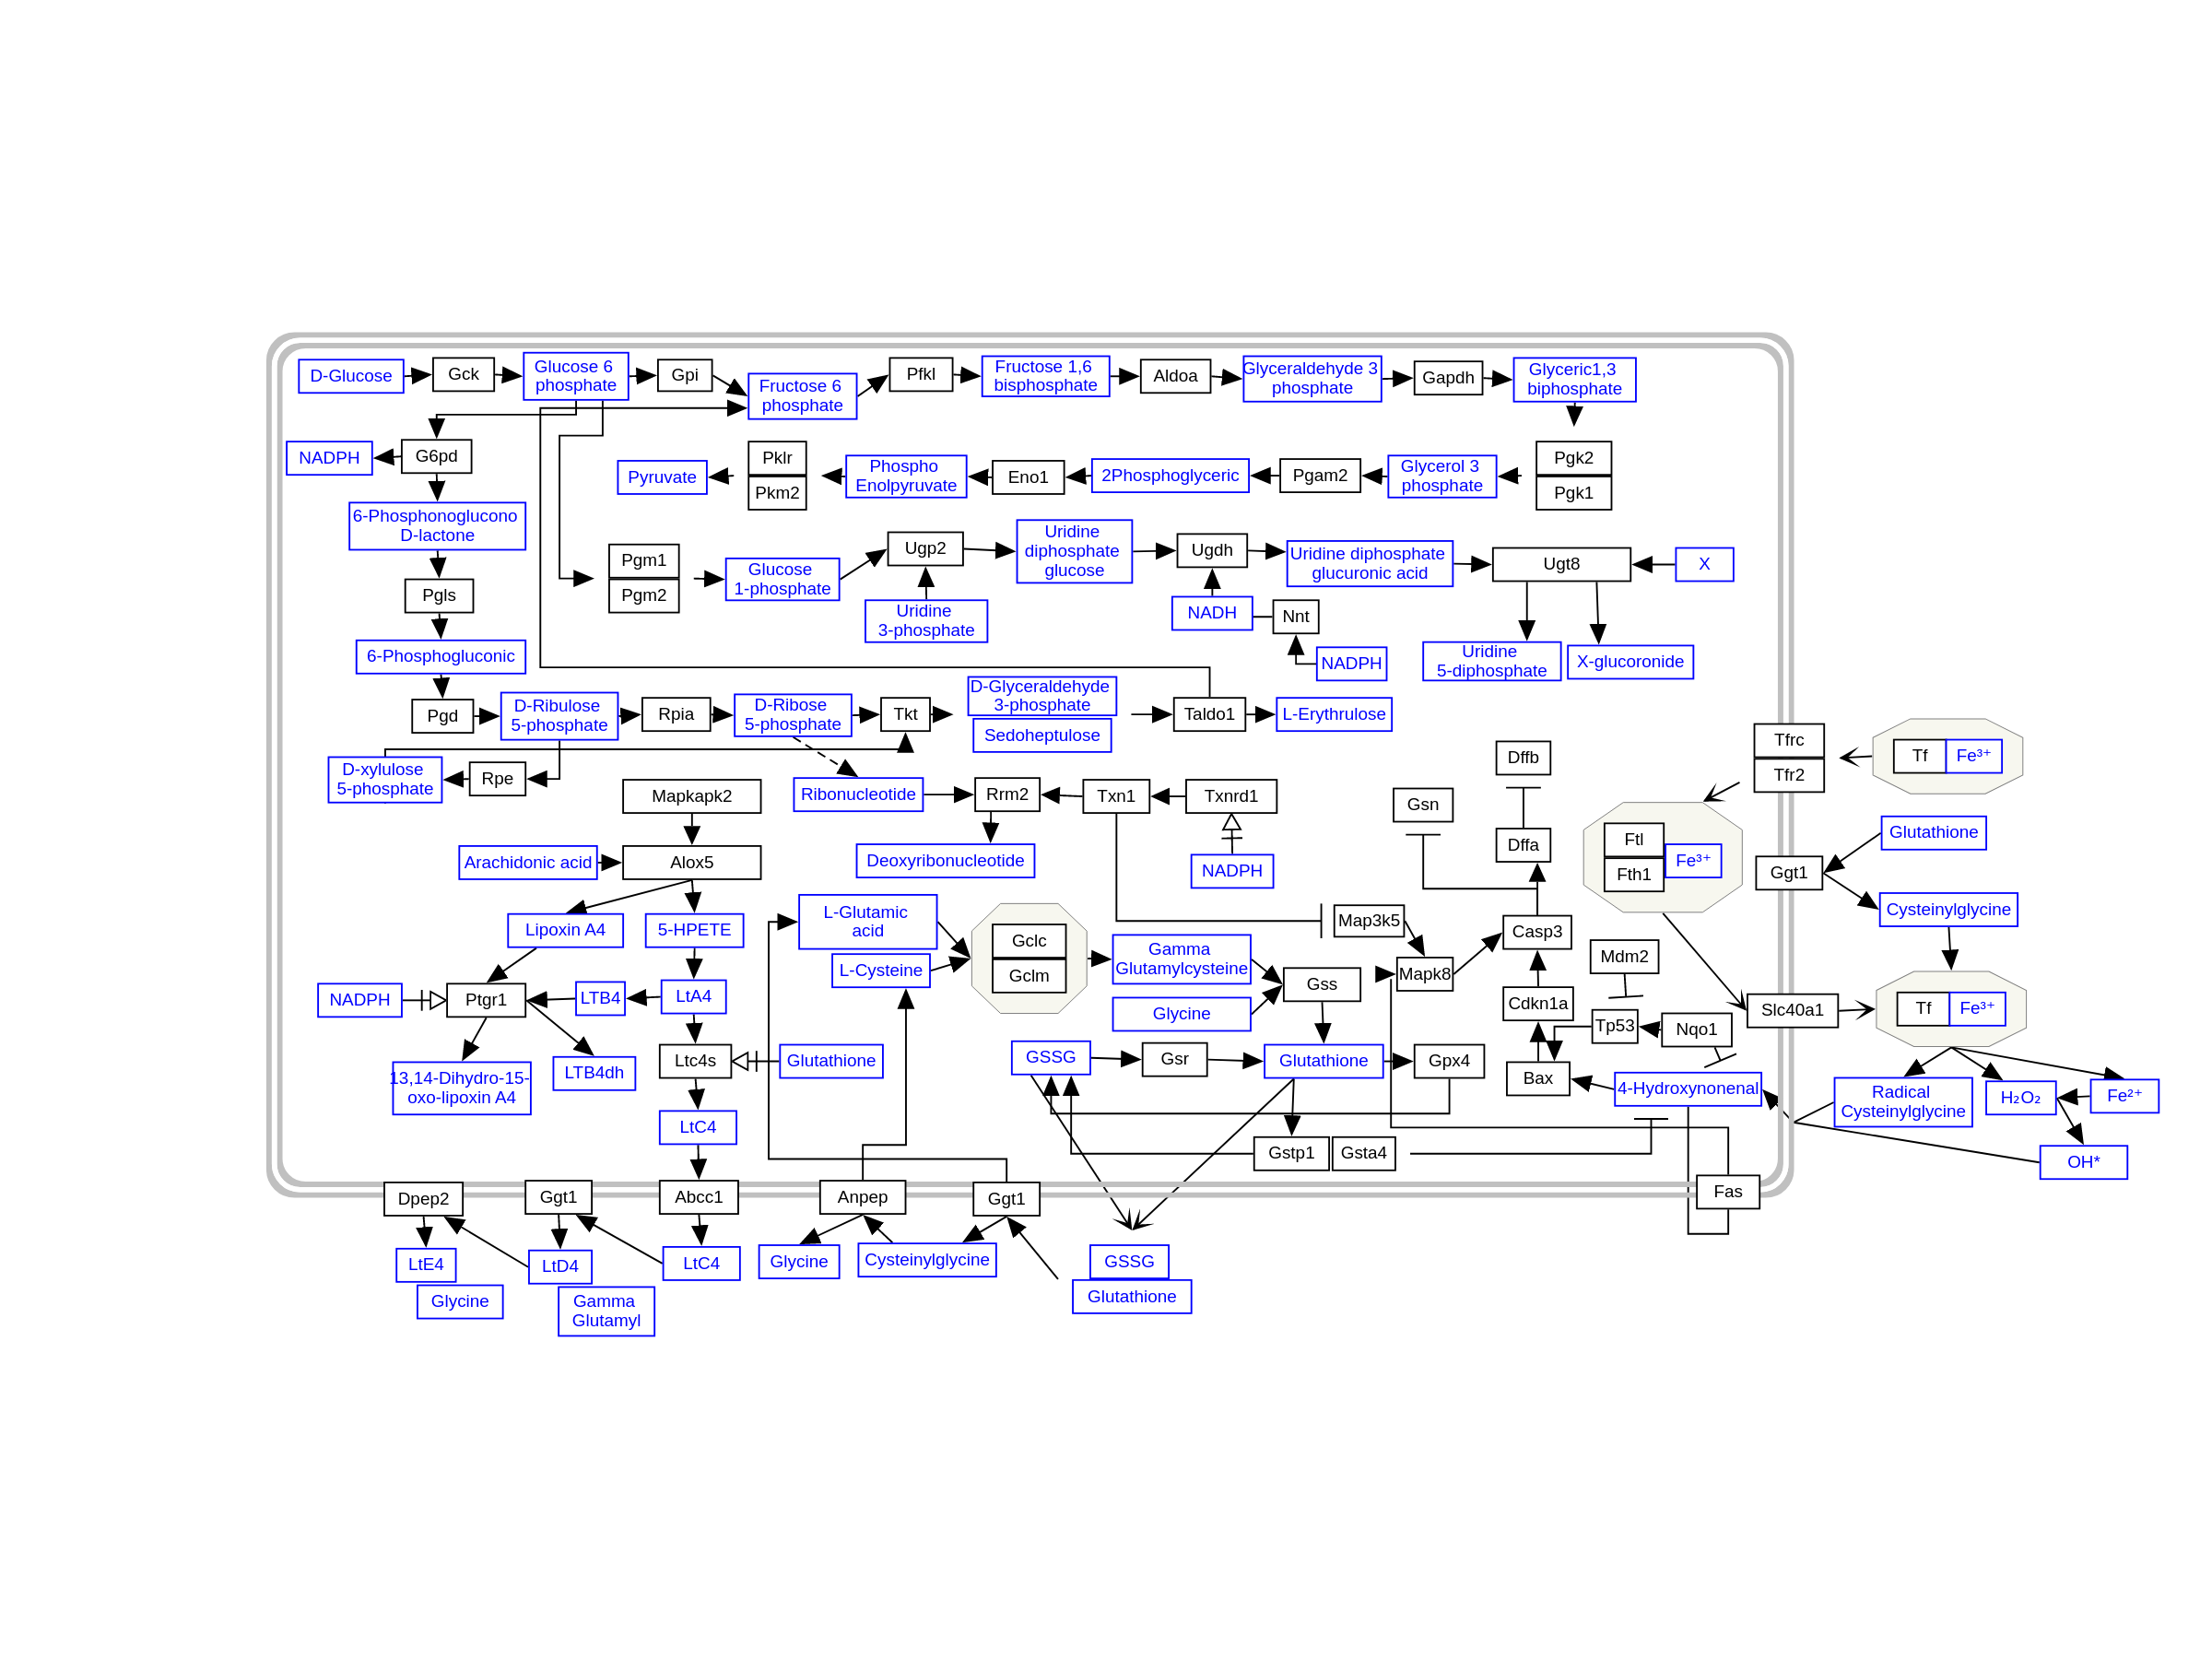 D-Glucose
Gck
Glucose 6
phosphate
Gpi
Fructose 6
phosphate
Pfkl
Fructose 1,6
bisphosphate
Aldoa
Glyceraldehyde 3
phosphate
Gapdh
Glyceric1,3
biphosphate
NADPH
G6pd
Pyruvate
Pklr
Pkm2
Phospho
Enolpyruvate
Eno1
2Phosphoglyceric
Pgam2
Glycerol 3
phosphate
Pgk2
Pgk1
6-Phosphonoglucono
D-lactone
Pgm1
Pgm2
Glucose
1-phosphate
Ugp2
Uridine
diphosphate
glucose
Ugdh
Uridine diphosphate
glucuronic acid
Ugt8
X
Pgls
Uridine
3-phosphate
NADH
Nnt
NADPH
Uridine
5-diphosphate
X-glucoronide
6-Phosphogluconic
Pgd
D-Ribulose
5-phosphate
Rpia
D-Ribose
5-phosphate
Tkt
D-Glyceraldehyde
3-phosphate
Sedoheptulose
Taldo1
L-Erythrulose
D-xylulose
5-phosphate
Rpe
Mapkapk2
Ribonucleotide
Rrm2
Txn1
Txnrd1
Deoxyribonucleotide
NADPH
Gsn
Dffb
Dffa
Tfrc
Tfr2
Tf
Fe³⁺
Ftl
Fth1
Fe³⁺
Glutathione
Ggt1
Cysteinylglycine
Arachidonic acid
Alox5
Lipoxin A4
5-HPETE
L-Glutamic
acid
L-Cysteine
Gclc
Gclm
Gamma
Glutamylcysteine
Glycine
Gss
Map3k5
Mapk8
Casp3
Mdm2
Cdkn1a
Tp53
Nqo1
Slc40a1
Tf
Fe³⁺
NADPH
Ptgr1
LTB4
LtA4
13,14-Dihydro-15-
oxo-lipoxin A4
LTB4dh
Ltc4s
Glutathione
GSSG
Gsr
Glutathione
Gpx4
Bax
4-Hydroxynonenal
Radical
Cysteinylglycine
H₂O₂
Fe²⁺
OH*
LtC4
Gstp1
Gsta4
Dpep2
Ggt1
Abcc1
Anpep
Ggt1
Fas
LtE4
Glycine
LtD4
Gamma
Glutamyl
LtC4
Glycine
Cysteinylglycine
GSSG
Glutathione